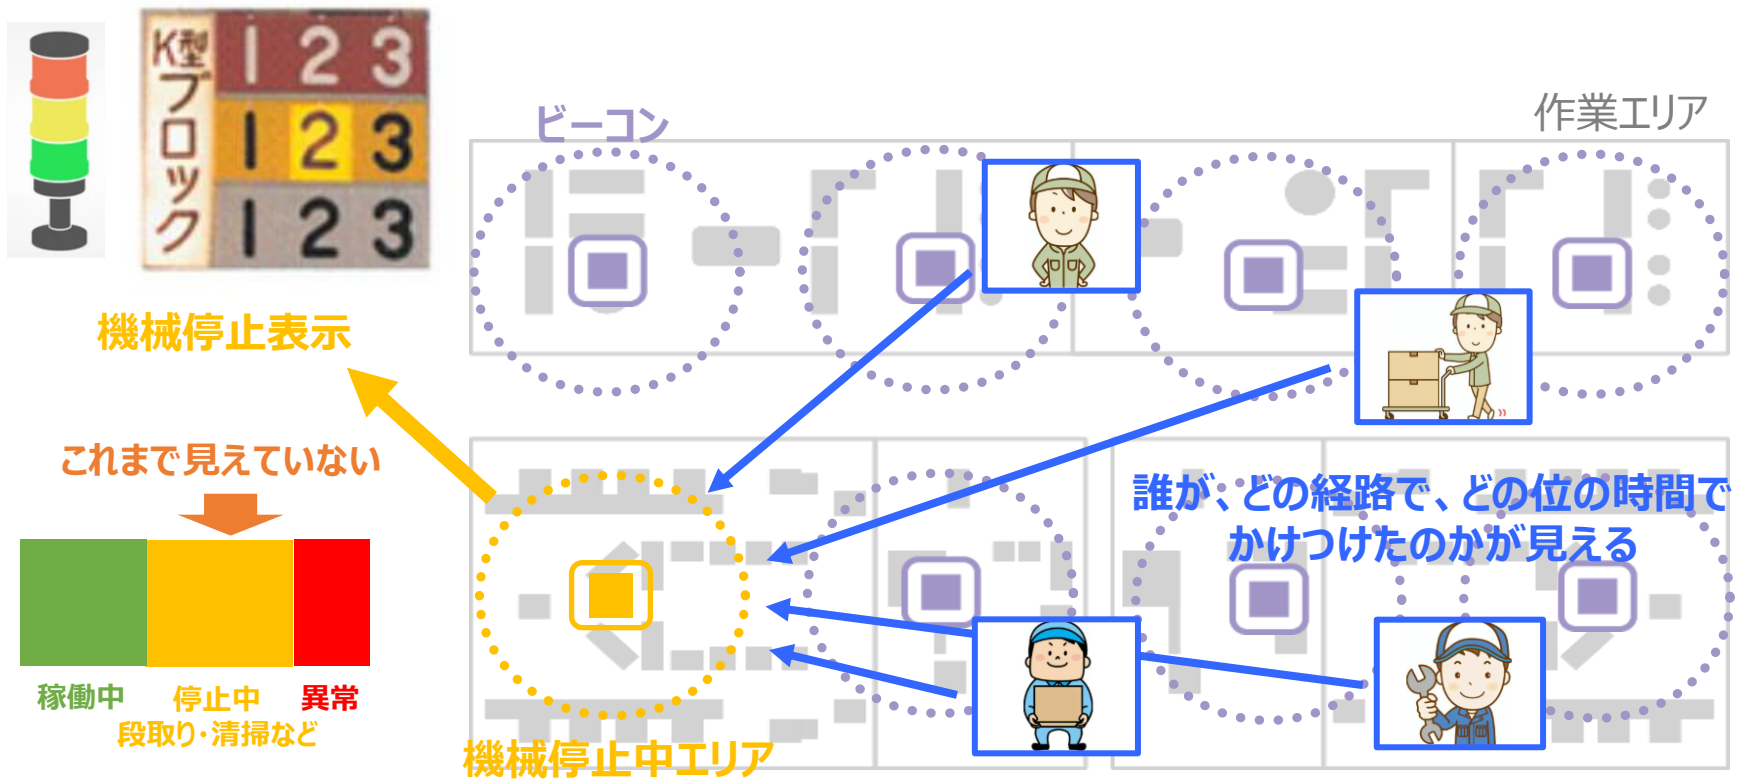 K型ブロック
1 2 3
1 2 3
1 2 3
機械停止表示
これまで見えていない
稼働中
停止中
異常
段取り・清掃など
ビーコン
作業エリア
誰が、どの経路で、どの位の時間で
かけつけたのかが見える
機械停止中エリア